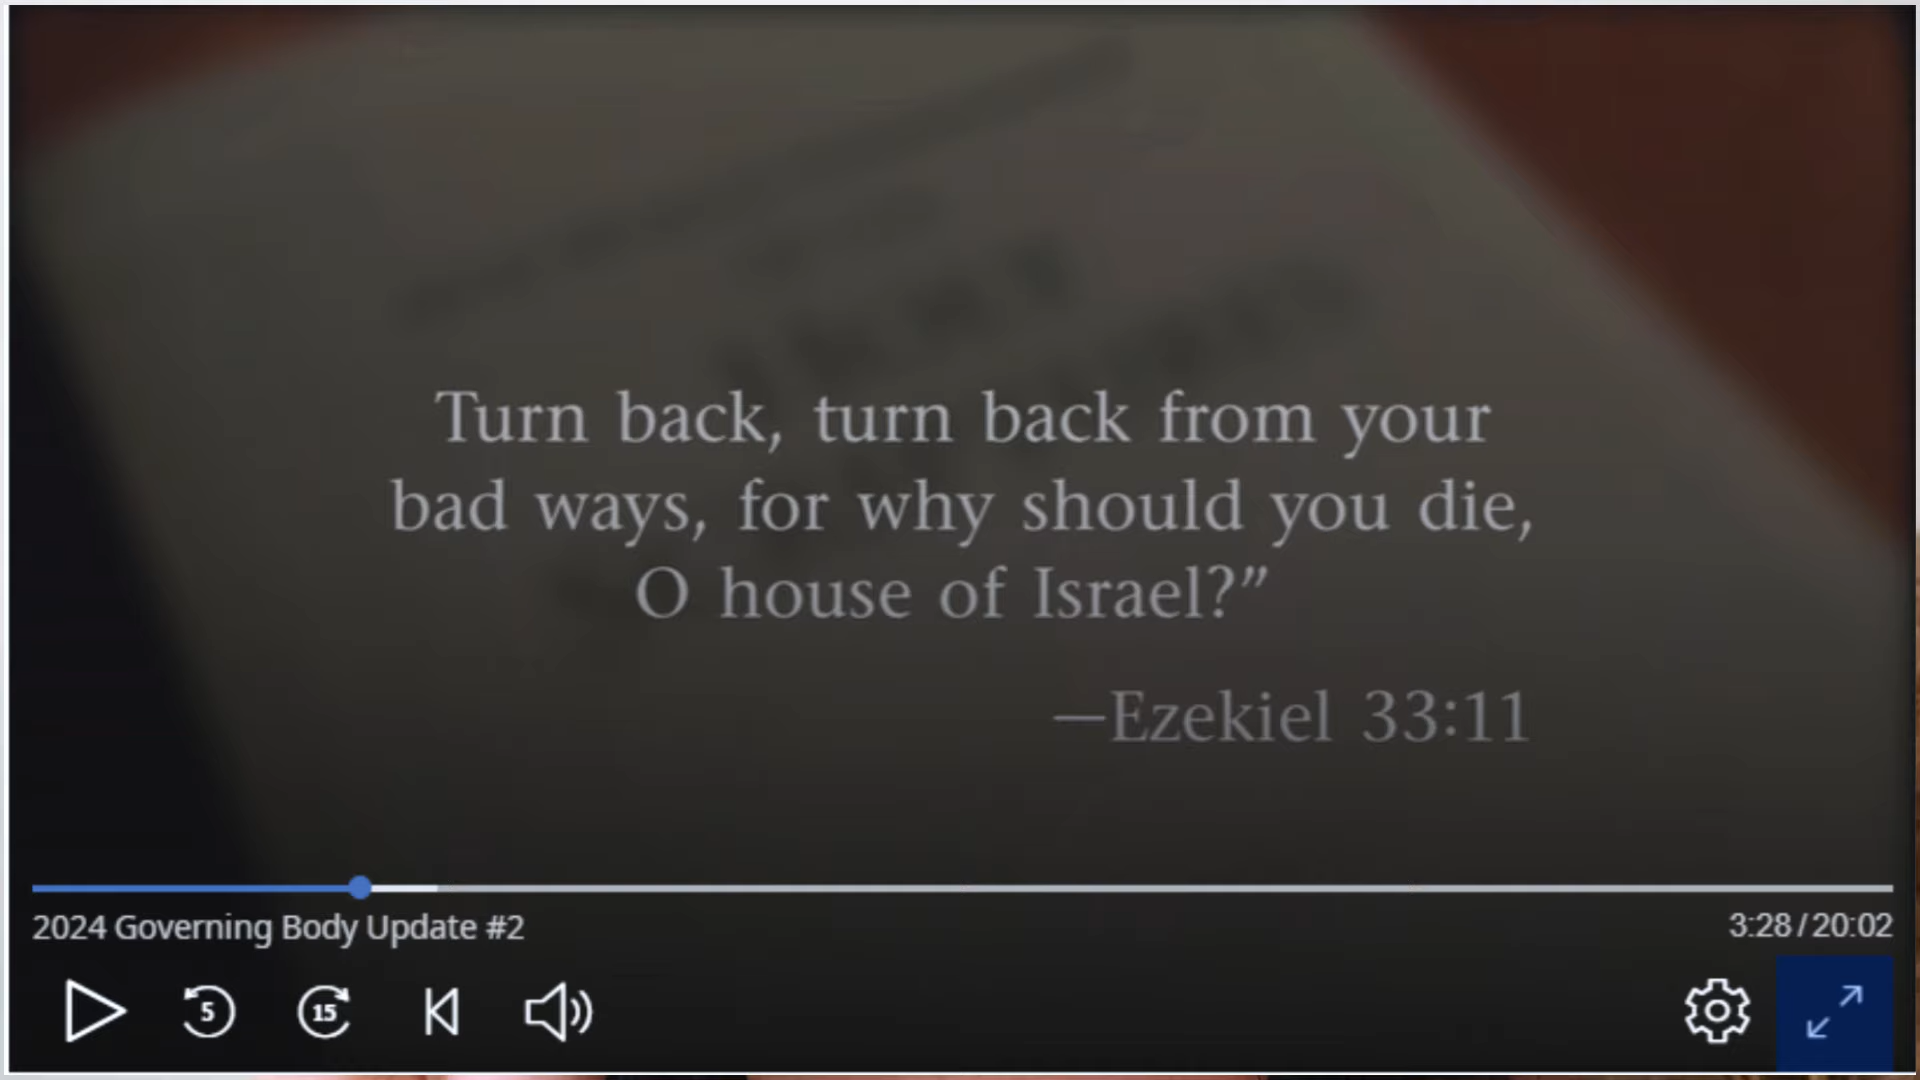 Turn back, turn back from your
bad ways, for why should you die,
O house of Israel?”
—Ezekiel 33:11
2024 Governing Body Update #2
3:28 / 20:02
5
15